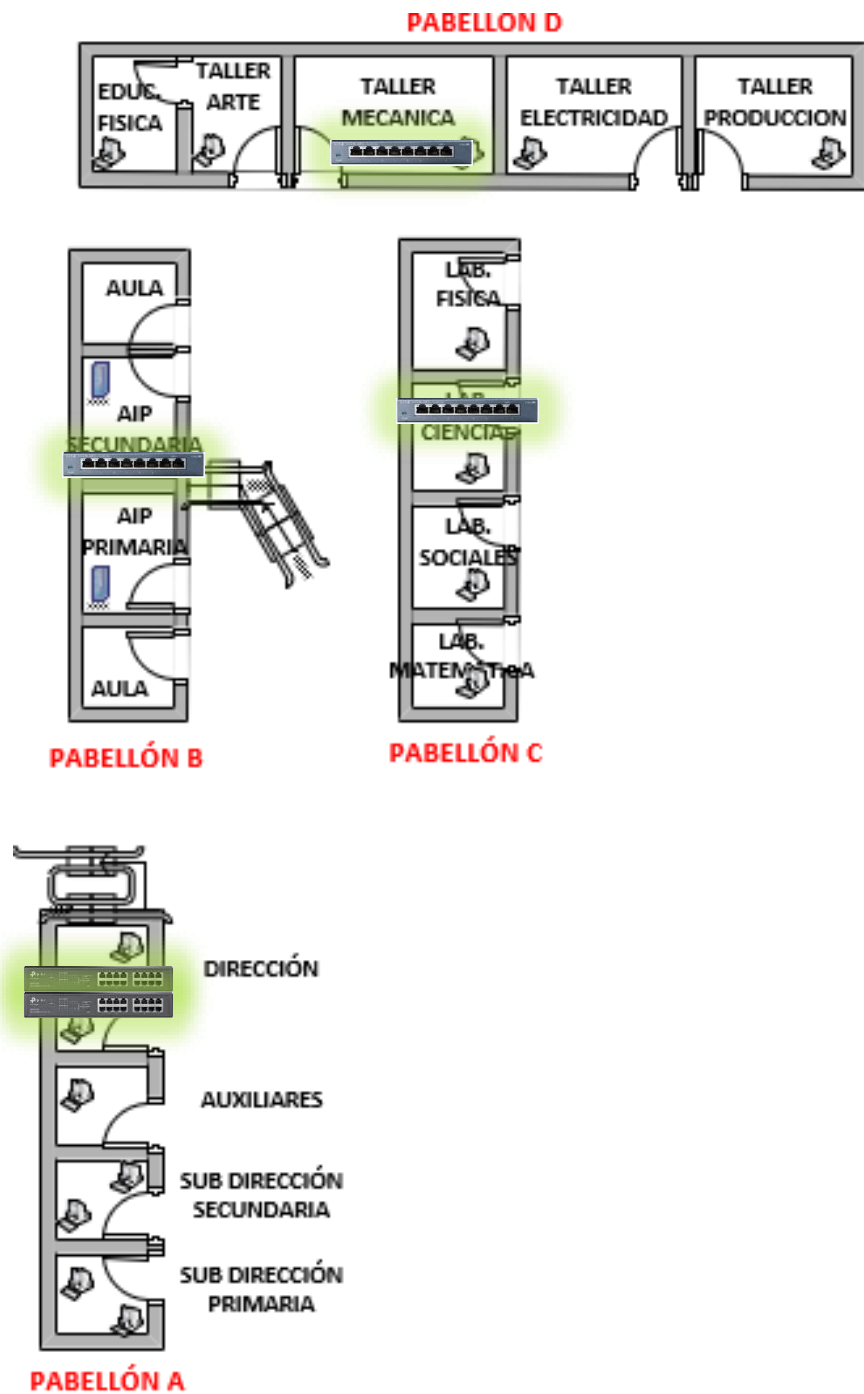 PABELLON D
EDUC.
FISICA
TALLER
ARTE
TALLER
MECANICA
TALLER
ELECTRICIDAD
TALLER
PRODUCCION
AULA
AIP
SECUNDARIA
AIP
PRIMARIA
AULA
PABELLÓN B
LAB.
FISICA
LAB.
CIENCIAS
LAB.
SOCIALES
LAB.
MATEMÁTICA
PABELLÓN C
DIRECCIÓN
AUXILIARES
SUB DIRECCIÓN
SECUNDARIA
SUB DIRECCIÓN
PRIMARIA
PABELLÓN A